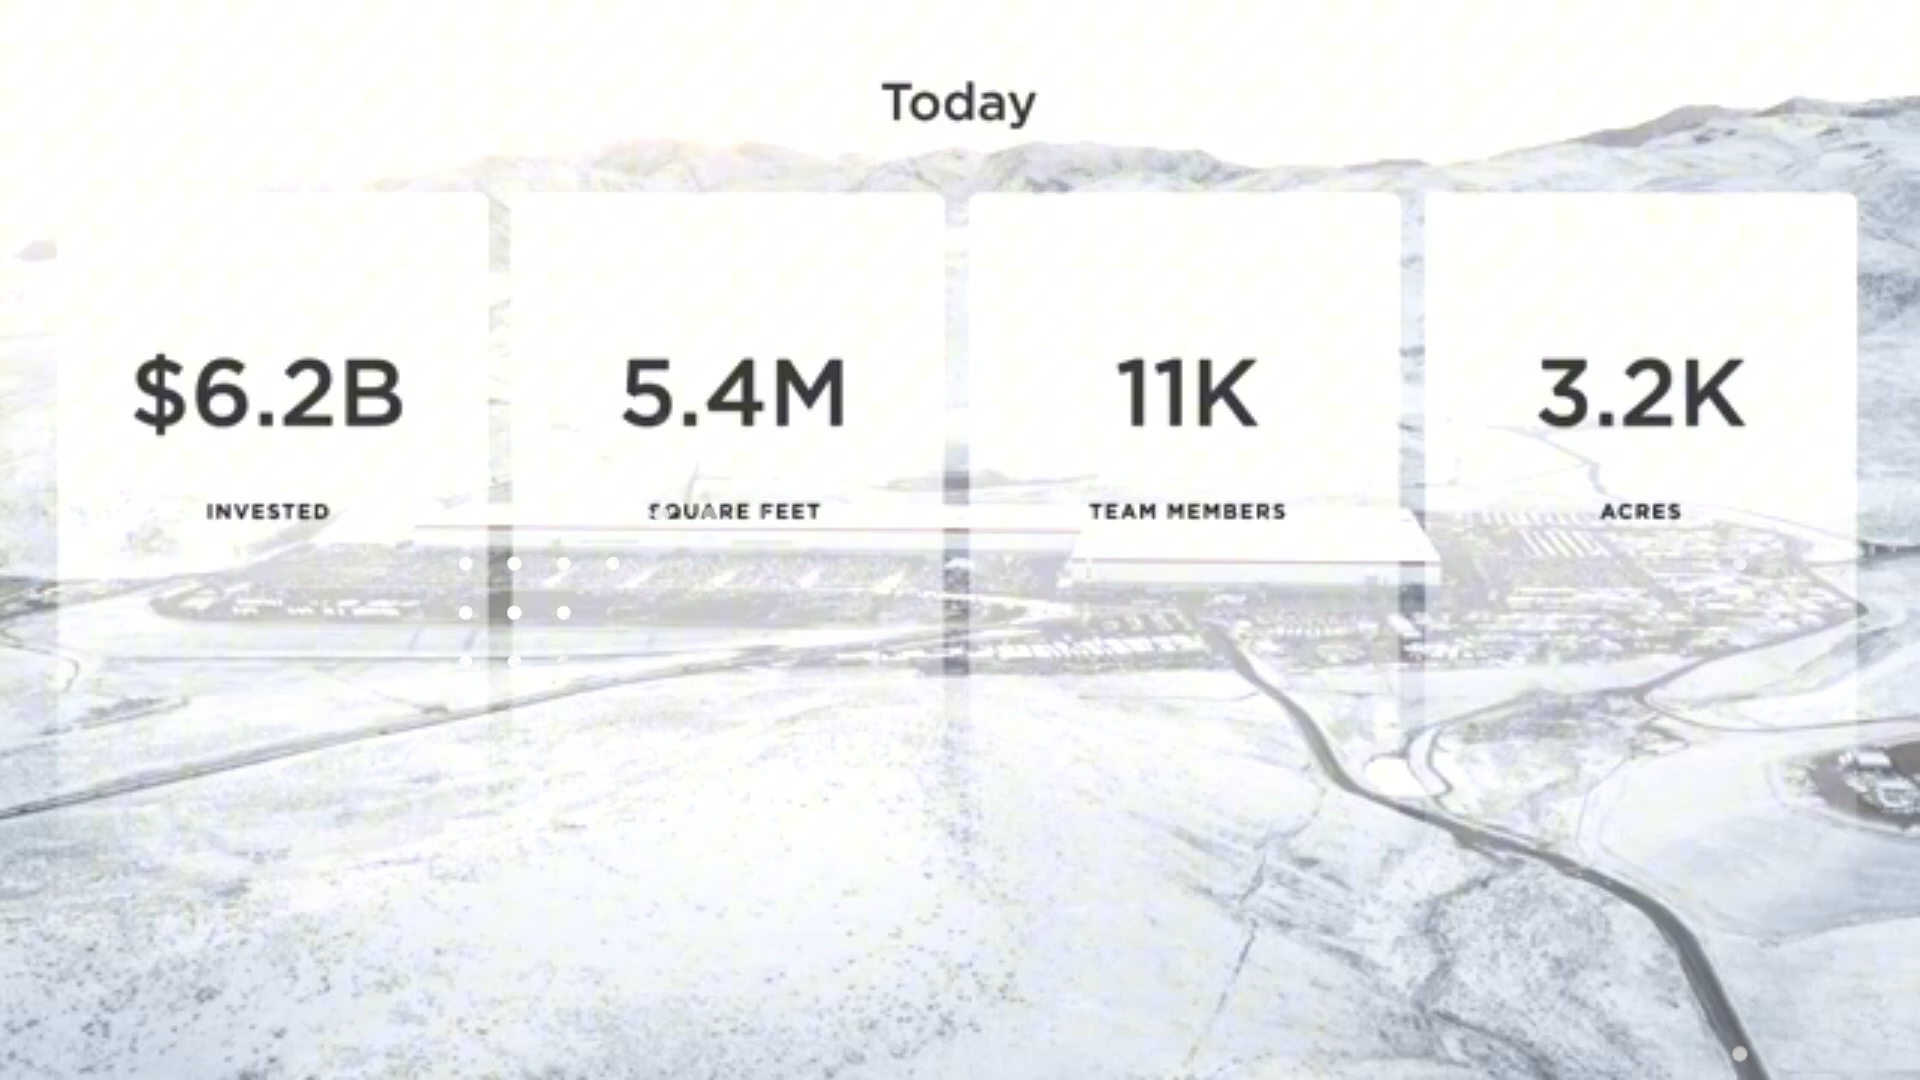 Today
$6.2B
INVESTED
5.4M
SQUARE FEET
11K
TEAM MEMBERS
3.2K
ACRES